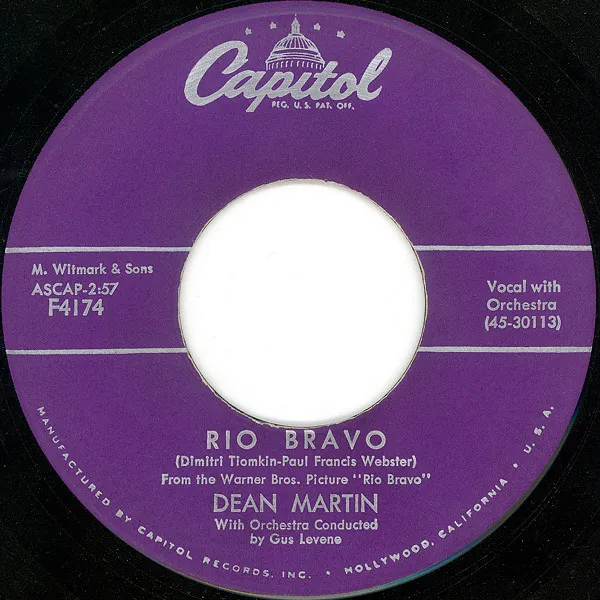 Capitol
REG. U.S. PAT. OFF.
M. Witmark & Sons
ASCAP-2:57
F4174
Vocal with
Orchestra
(45-30113)
RIO BRAVO
(Dimitri Tiomkin-Paul Francis Webster)
From the Warner Bros. Picture "Rio Bravo"
DEAN MARTIN
With Orchestra Conducted
by Gus Levene
MANUFACTURED BY CAPITOL RECORDS, INC. • HOLLYWOOD, CALIFORNIA • U.S.A.